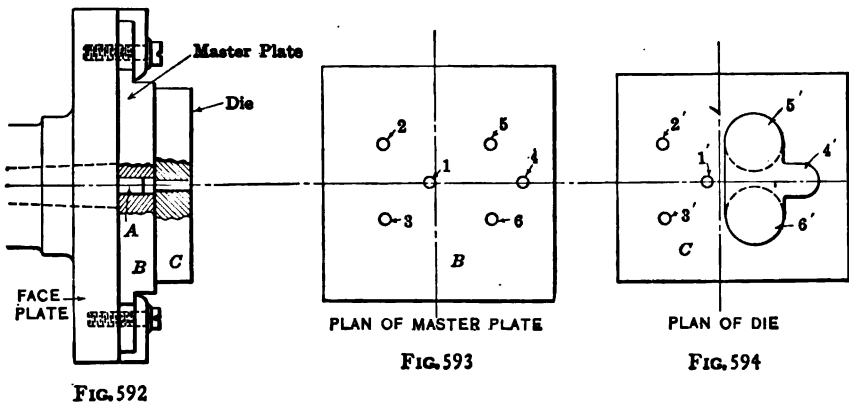 Master Plate
Die
A
B
C
FACE
PLATE
FIG. 592
2
5
1
4
3
6
B
PLAN OF MASTER PLATE
FIG. 593
2'
5'
1'
4'
3'
6'
C
PLAN OF DIE
FIG. 594